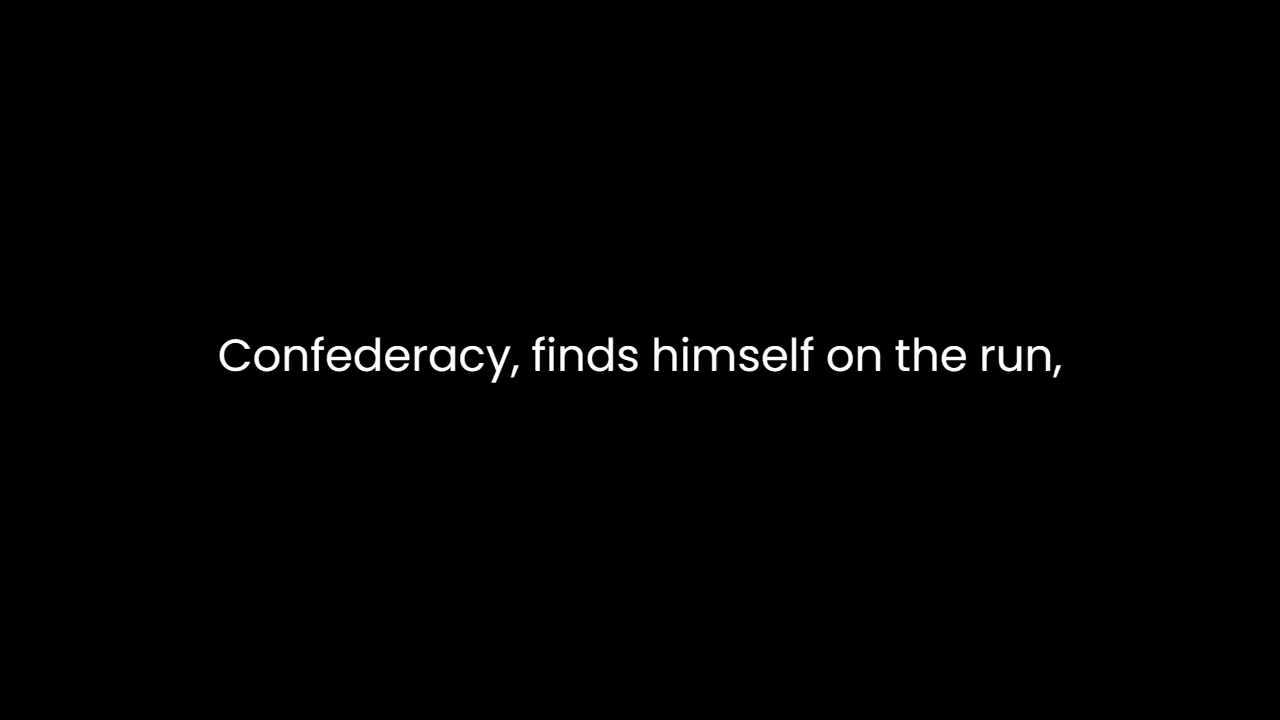 Confederacy, finds himself on the run,